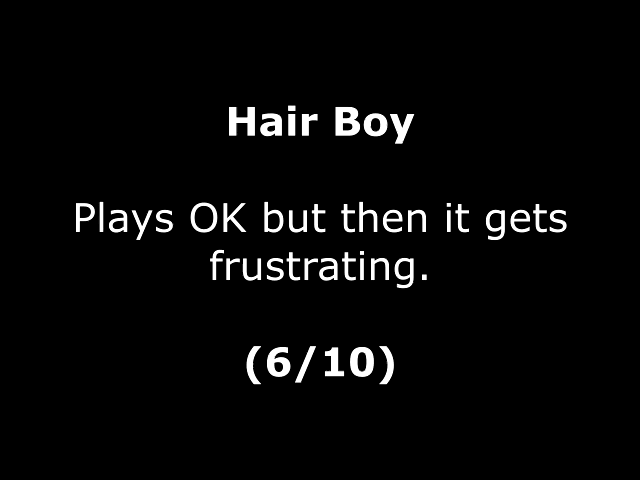 Hair Boy
Plays OK but then it gets
frustrating.
(6/10)